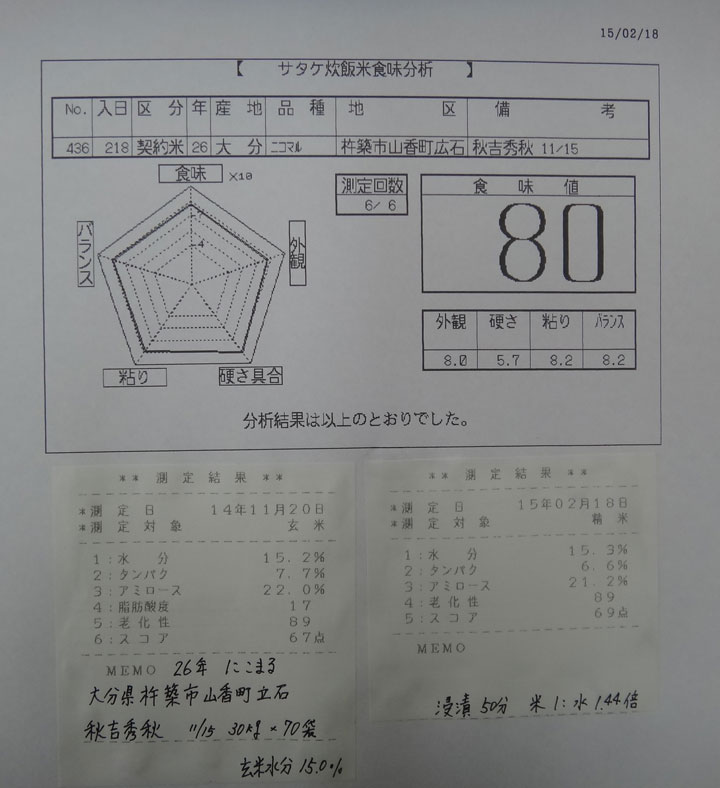 15/02/18
【 サタケ炊飯米食味分析 】
No. 入日 区分 年 産地 品種 地区 備考
436 218 契約米 26 大分 ニコマル 杵築市山香町広石 秋吉秀秋 11/15
食味 ×10
測定回数
6/ 6
食味値
80
バランス
外観
4
粘り
硬さ具合
外観 硬さ 粘り バランス
8.0 5.7 8.2 8.2
分析結果は以上のとおりでした。
** 測定結果 **
*測定日 14年11月20日
*測定対象 玄米
1:水分 15.2%
2:タンパク 7.7%
3:アミロース 22.0%
4:脂肪酸度 17
5:老化性 89
6:スコア 67点
MEMO 26年 にこまる
大分県杵築市山香町立石
秋吉秀秋 11/15 30kg×70袋
玄米水分15.0%
** 測定結果 **
*測定日 15年02月18日
*測定対象 精米
1:水分 15.3%
2:タンパク 6.6%
3:アミロース 21.2%
4:老化性 89
5:スコア 69点
MEMO
浸漬50分 米1:水1.44倍